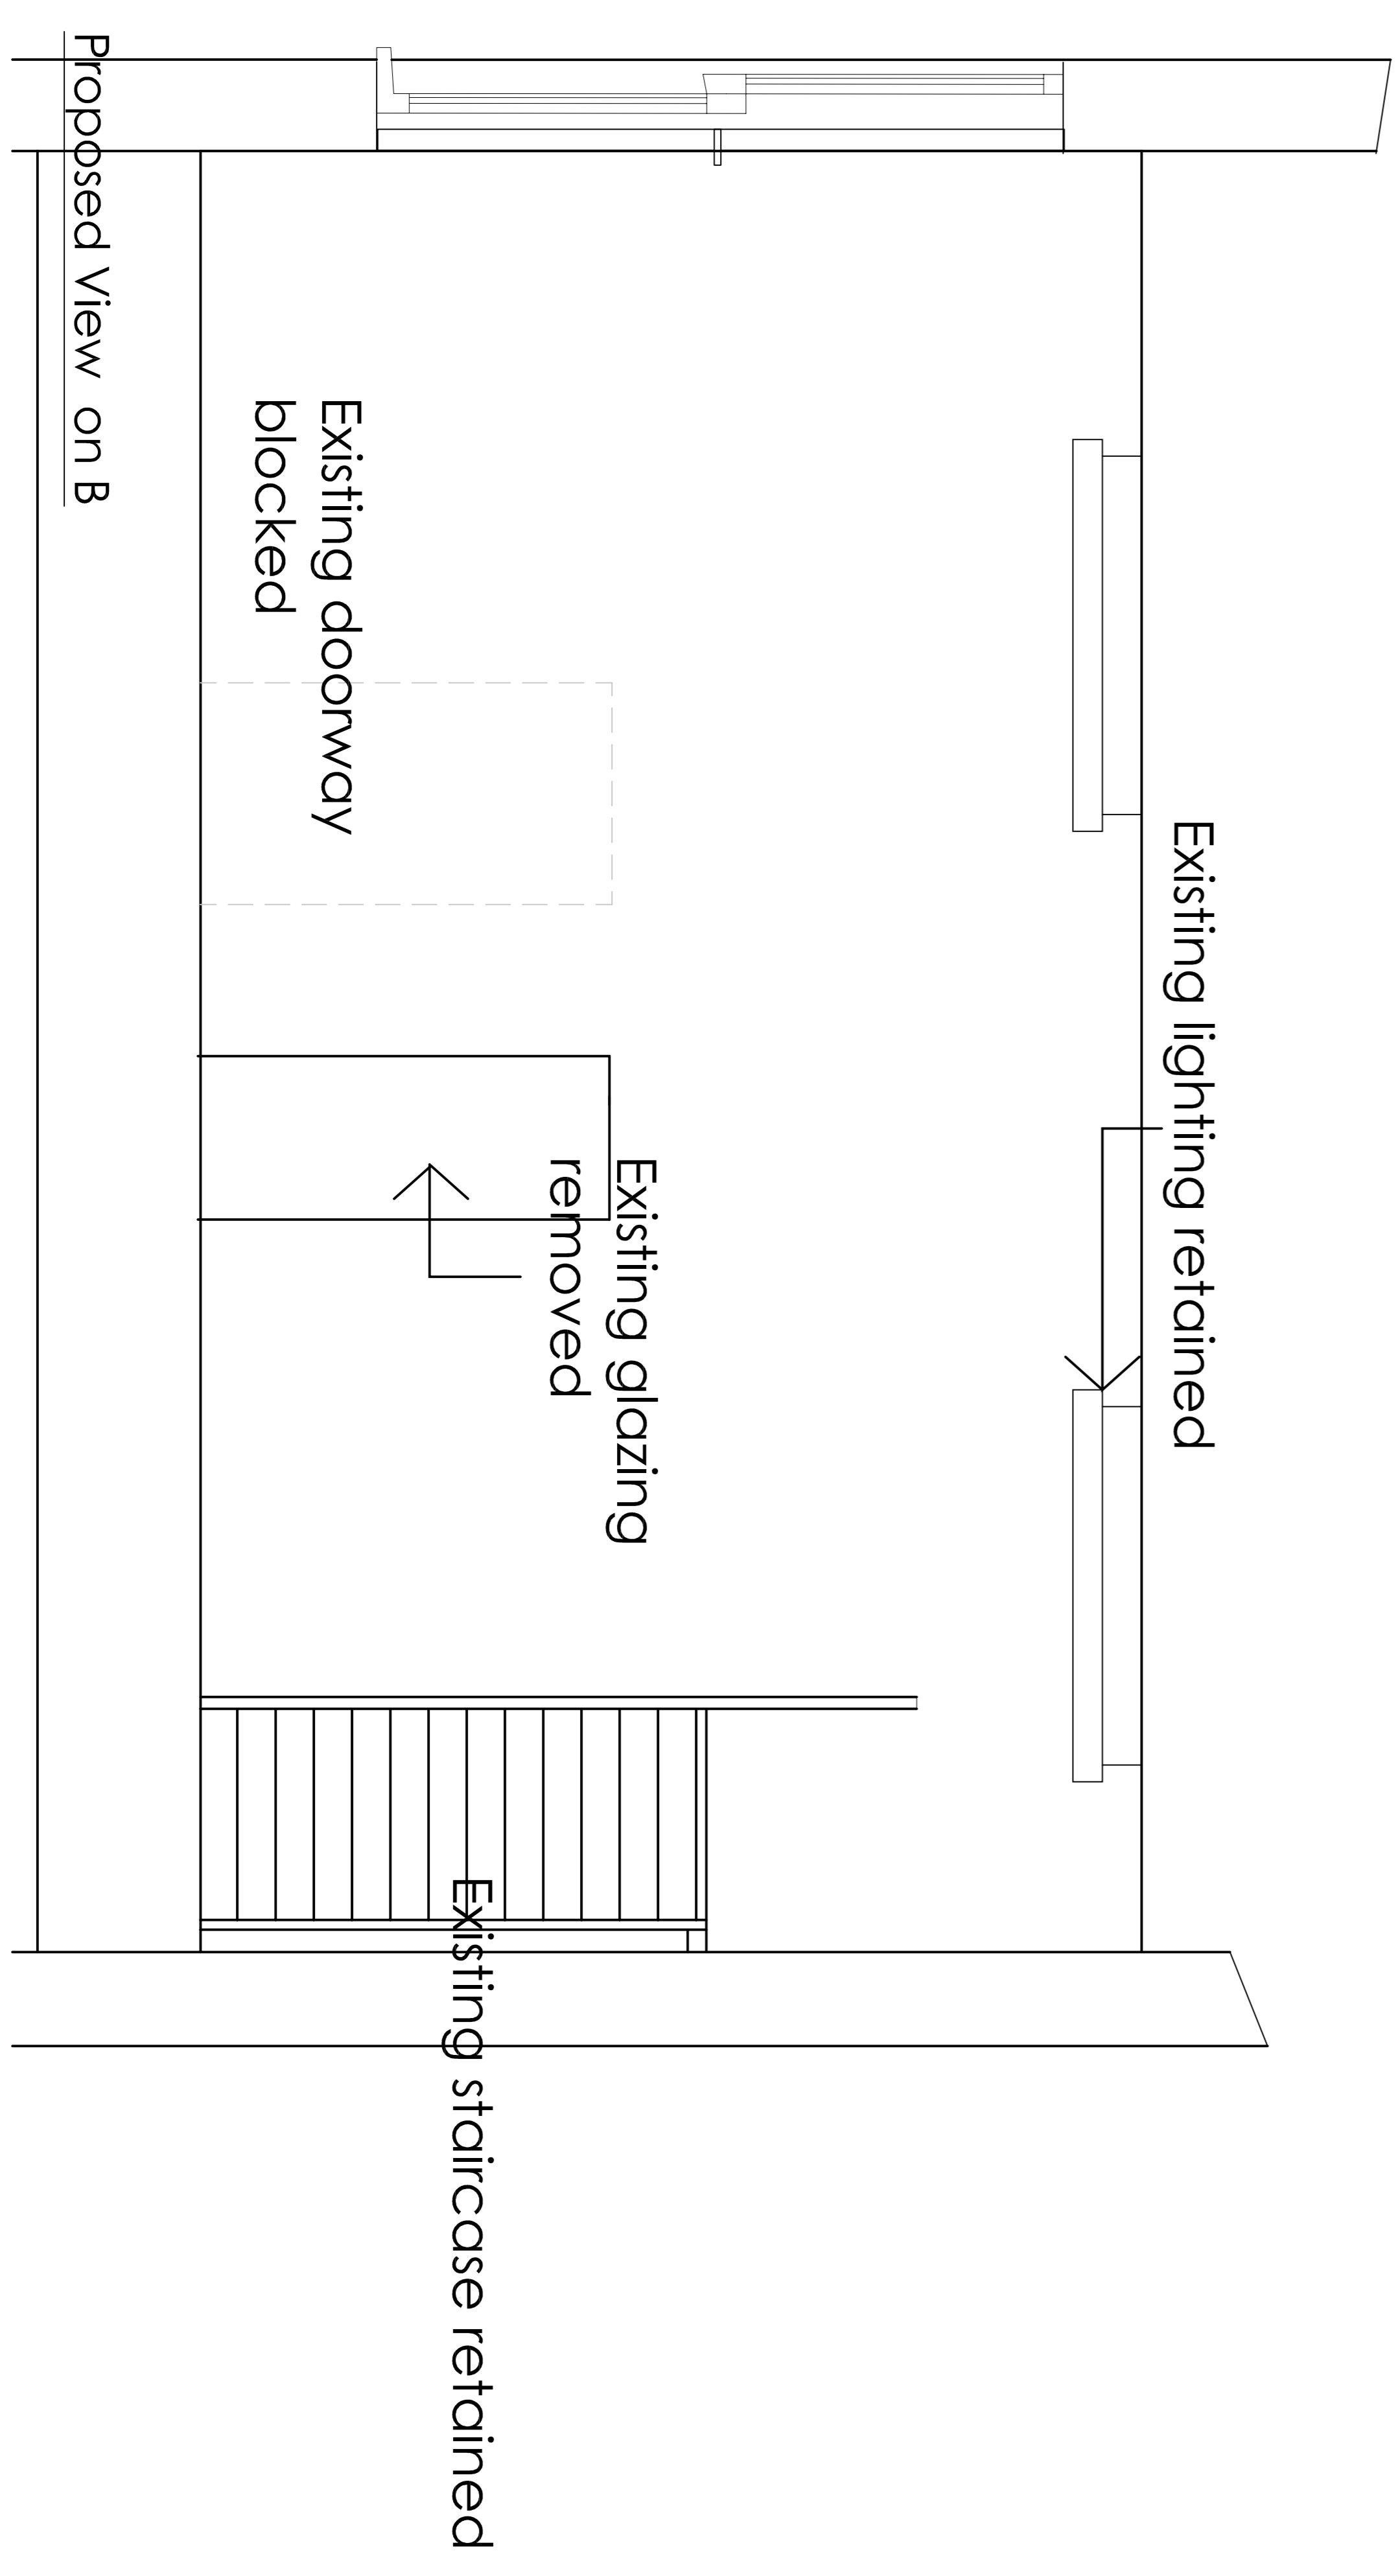 Existing lighting retained
Existing glazing
removed
Existing staircase retained
Existing doorway
blocked
Proposed View on B